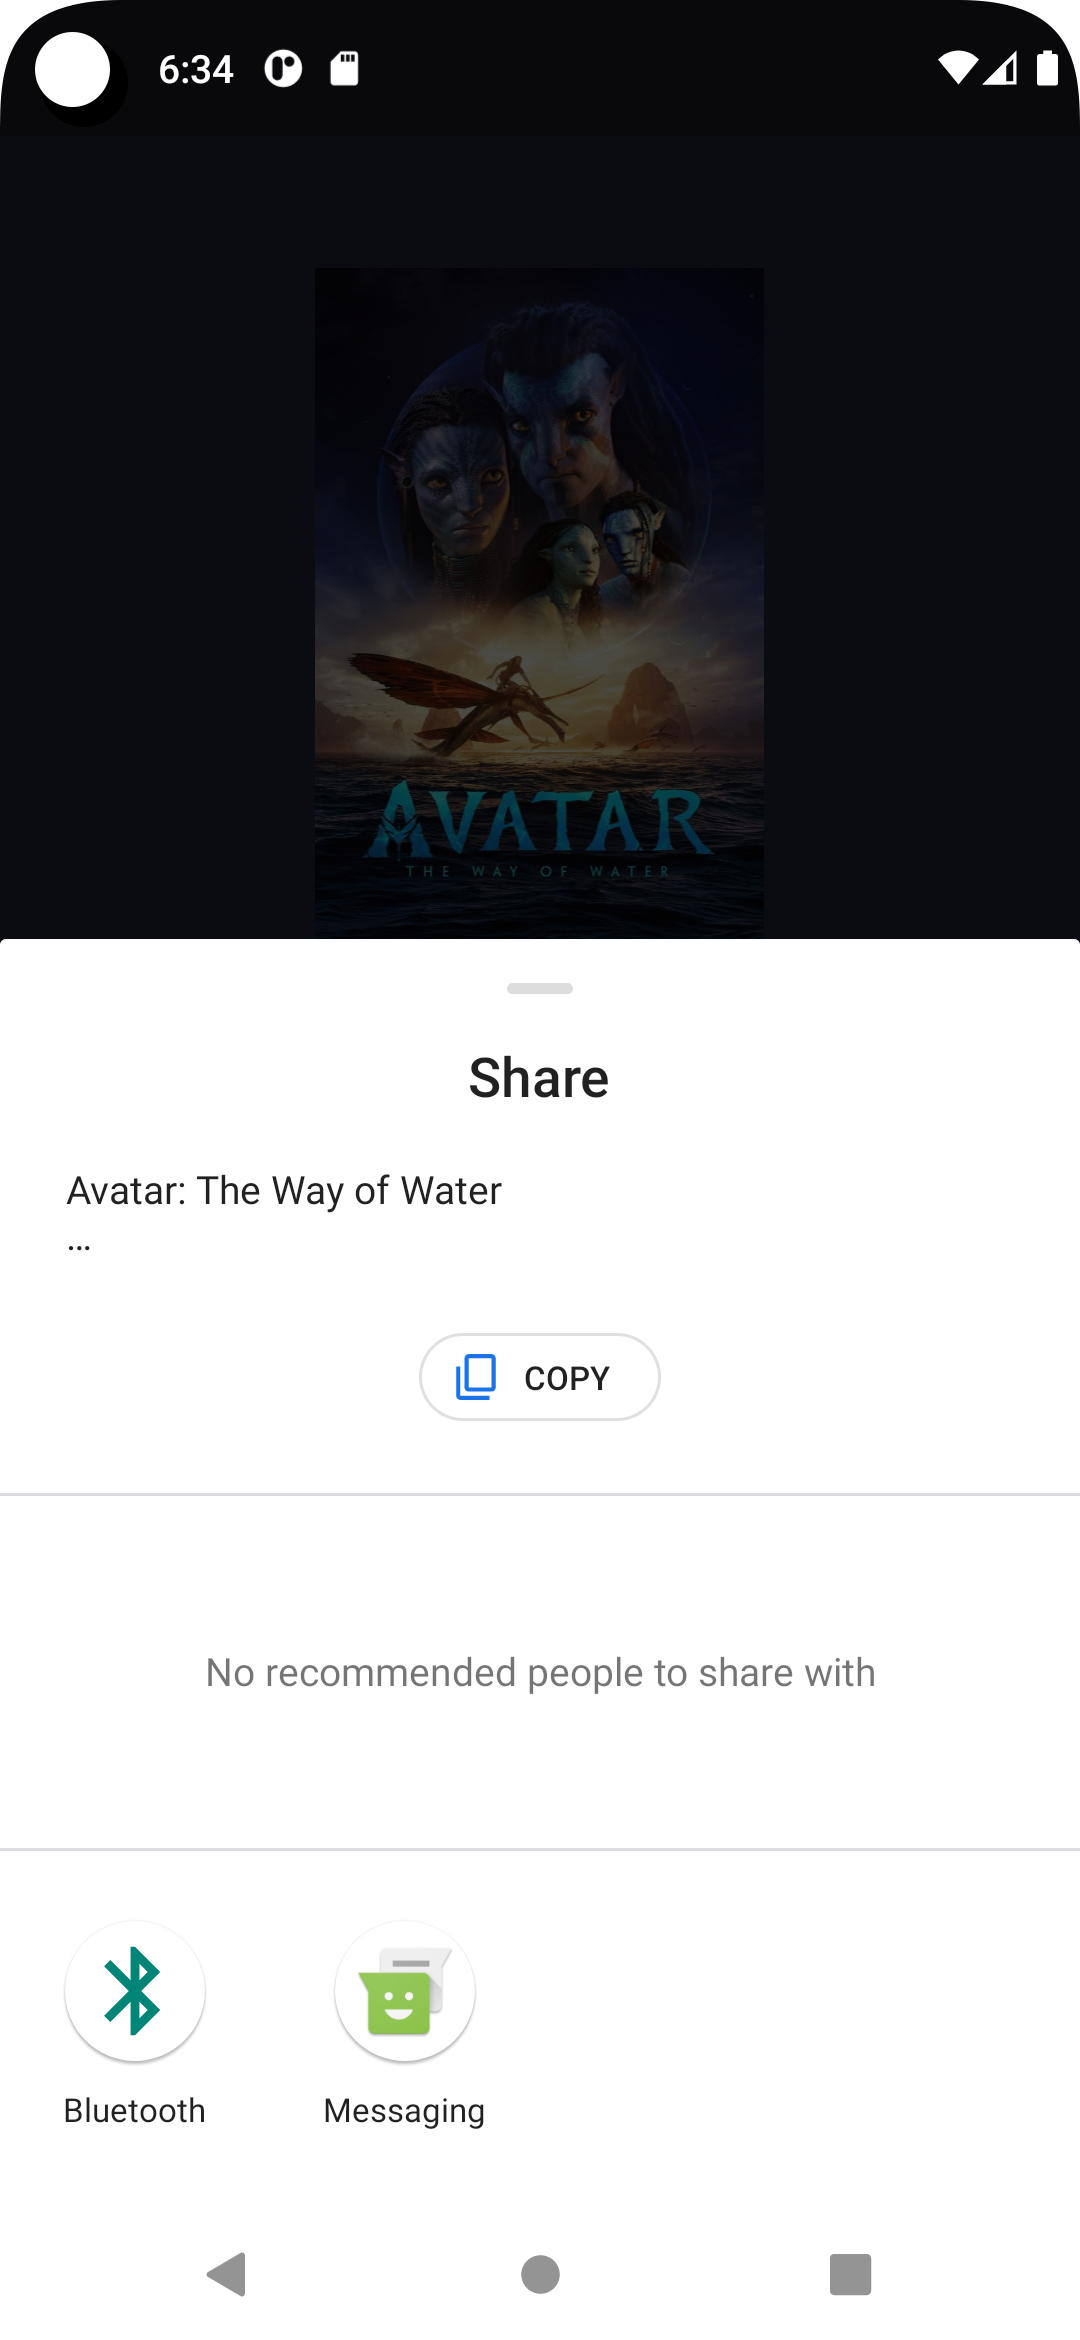 6:34
AVATAR
THE WAY OF WATER
Share
Avatar: The Way of Water
...
COPY
No recommended people to share with
Bluetooth
Messaging